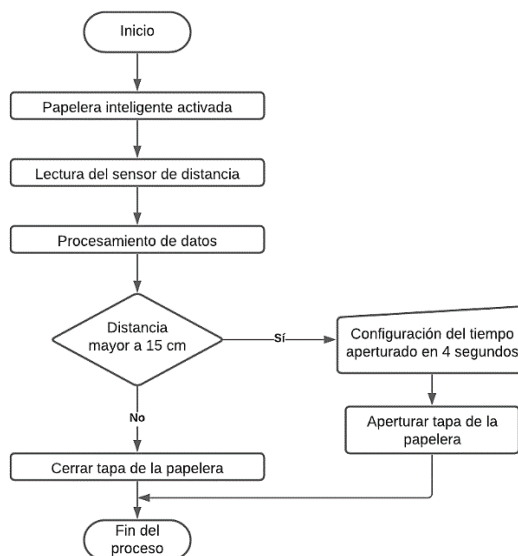 Inicio
Papelera inteligente activada
Lectura del sensor de distancia
Procesamiento de datos
Distancia
mayor a 15 cm
Sí
Configuración del tiempo
aperturado en 4 segundos
No
Aperturar tapa de la
papelera
Cerrar tapa de la papelera
Fin del
proceso